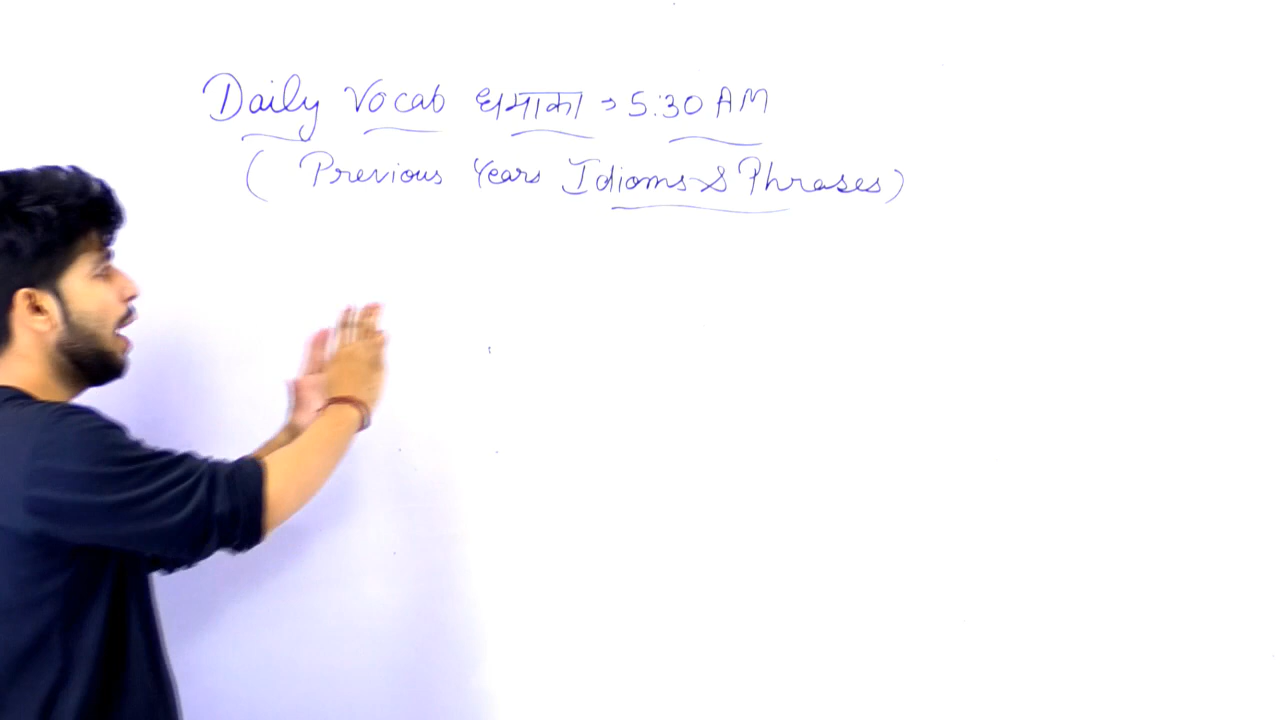 Daily Vocab धमाका → 5:30 AM
( Previous Years Idioms & Phrases )